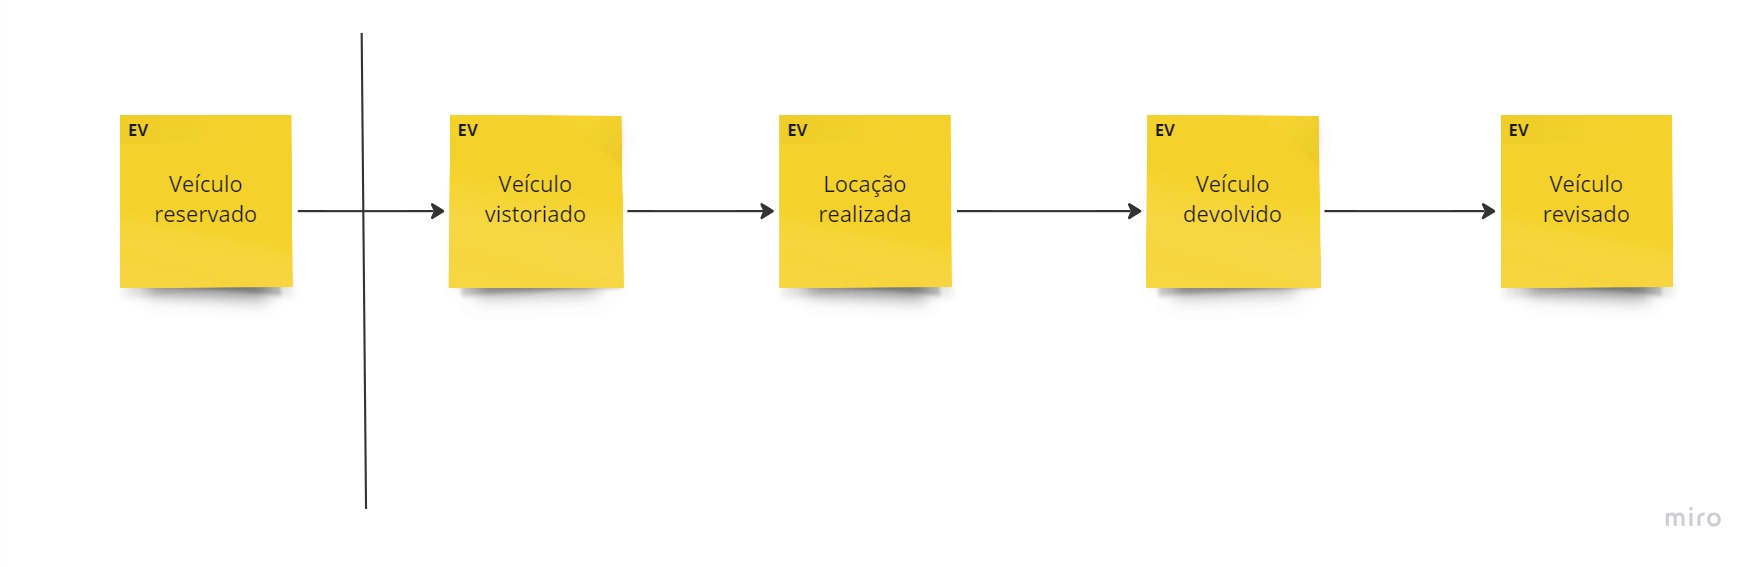 EV
Veículo
reservado
EV
Veículo
vistoriado
EV
Locação
realizada
EV
Veículo
devolvido
EV
Veículo
revisado
miro